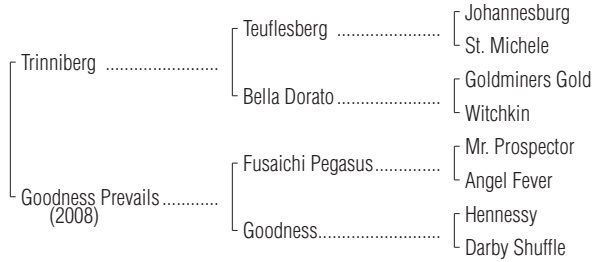 Johannesburg
Teuflesberg ....................
St. Michele
Trinniberg .......................
Goldminers Gold
Bella Dorato.....................
Witchkin
Mr. Prospector
Fusaichi Pegasus.............
Angel Fever
Goodness Prevails............
(2008)
Hennessy
Goodness........................
Darby Shuffle